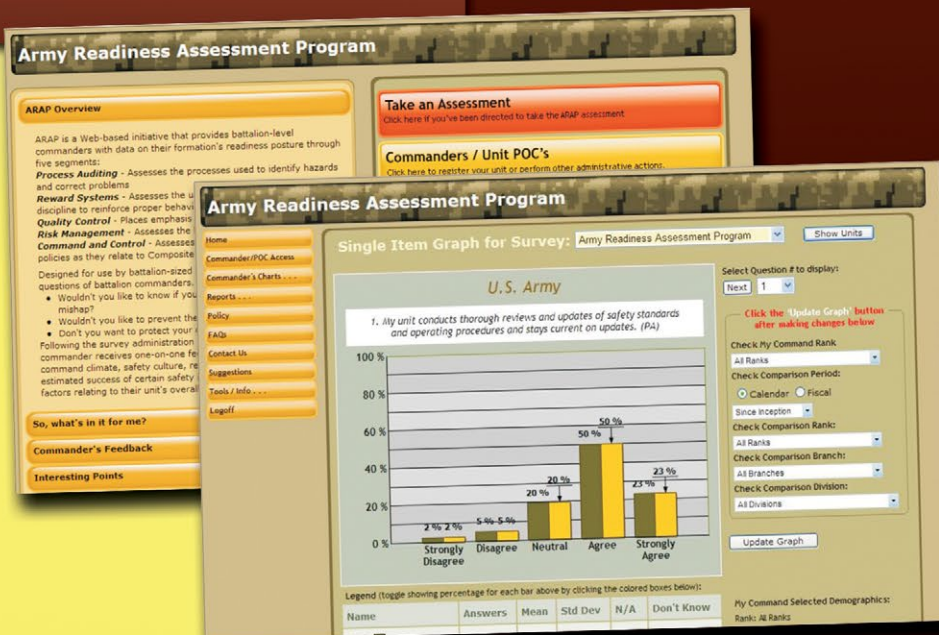 Army Readiness Assessment Program
ARAP Overview
ARAP is a Web-based initiative that provides battalion-level
commanders with data on their formation's readiness posture through
five segments:
Process Auditing - Assesses the processes used to identify hazards
and correct problems
Reward Systems - Assesses the u
discipline to reinforce proper behavi
Quality Control - Places emphasis
Risk Management - Assesses the
Command and Control - Assesses
policies as they relate to Composite
Designed for use by battalion-sized
questions of battalion commanders.
• Wouldn't you like to know if you
mishap?
• Wouldn't you like to prevent the
• Don't you want to protect your
Following the survey administration
commander receives one-on-one fe
command climate, safety culture, re
estimated success of certain safety
factors relating to their unit's overal
So, what's in it for me?
Commander's Feedback
Interesting Points
Take an Assessment
Click here if you've been directed to take the ARAP assessment
Commanders / Unit POC's
Click here to register your unit or perform other administrative actions.
Army Readiness Assessment Program
Home
Commander/POC Access
Commander's Charts . . .
Reports . . .
Policy
FAQs
Contact Us
Suggestions
Tools / Info . . .
Logoff
Single Item Graph for Survey: Army Readiness Assessment Program Show Units
U.S. Army
1. My unit conducts thorough reviews and updates of safety standards
and operating procedures and stays current on updates. (PA)
100 %
80 %
60 %
40 %
20 %
0 %
2 % 2 %
5 % 5 %
20 % 20 %
50 % 50 %
23 % 23 %
Strongly Disagree
Disagree
Neutral
Agree
Strongly Agree
Legend (toggle showing percentage for each bar above by clicking the colored boxes below):
Name Answers Mean Std Dev N/A Don't Know
Select Question # to display:
Next 1
Click the 'Update Graph' button
after making changes below
Check My Command Rank
All Ranks
Check Comparison Period:
Calendar Fiscal
Since Inception
Check Comparison Rank:
All Ranks
Check Comparison Branch:
All Branches
Check Comparison Division:
All Divisions
Update Graph
My Command Selected Demographics:
Rank: All Ranks